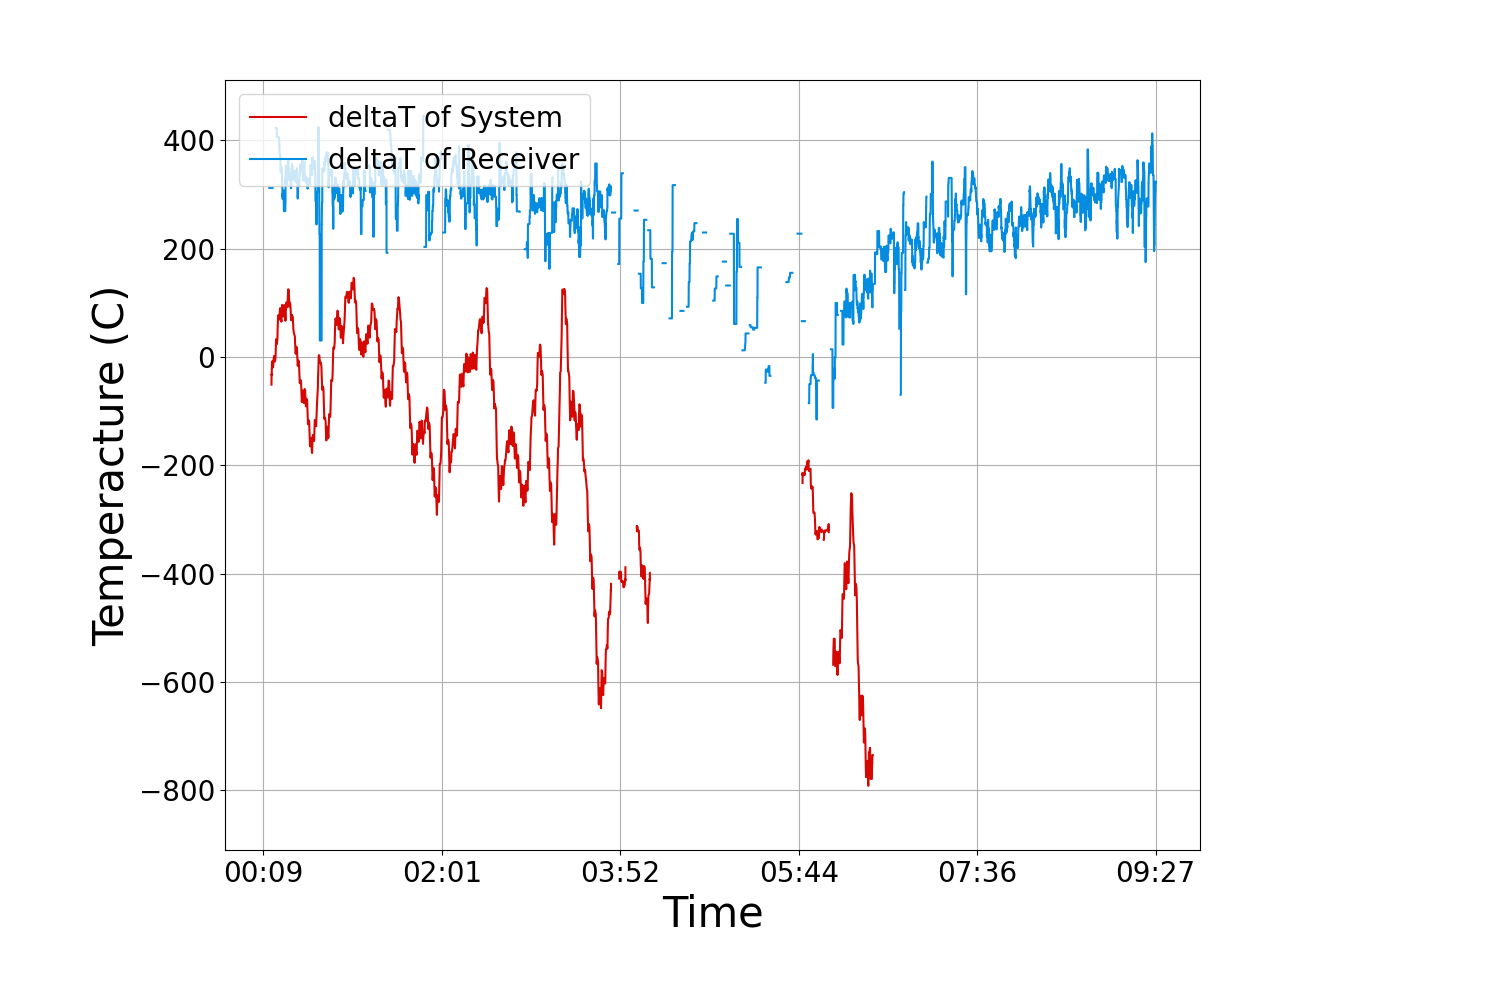 deltaT of System
deltaT of Receiver
400
200
0
−200
−400
−600
−800
Temperacture (C)
00:09 02:01 03:52 05:44 07:36 09:27
Time